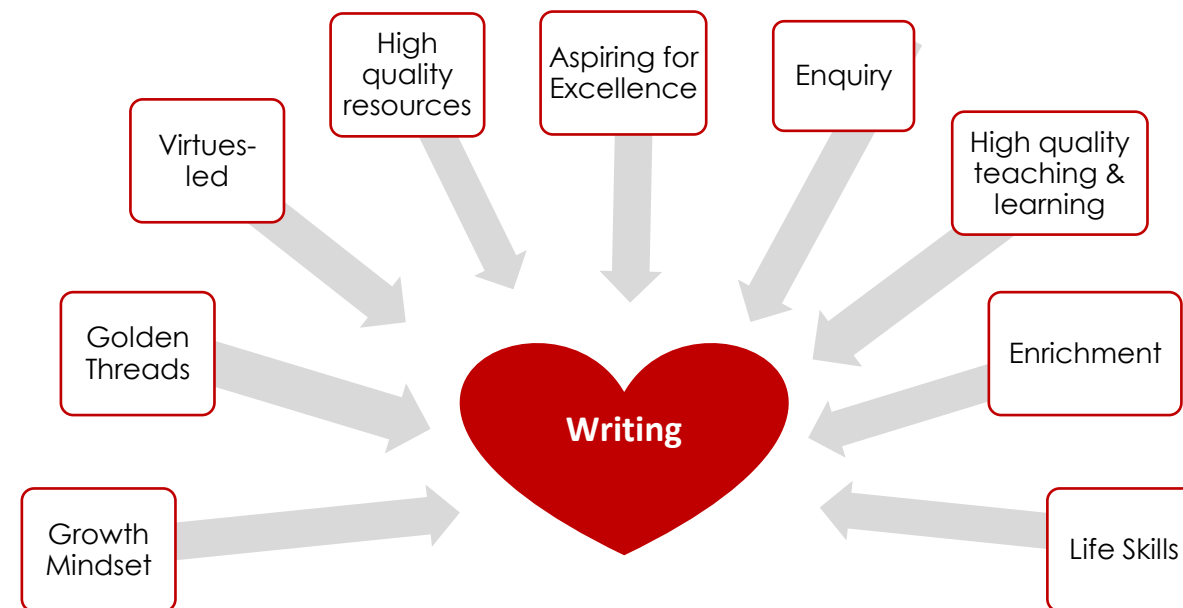 High
quality
resources
Aspiring for
Excellence
Enquiry
Virtues-
led
High quality
teaching &
learning
Golden
Threads
Enrichment
Writing
Growth
Mindset
Life Skills